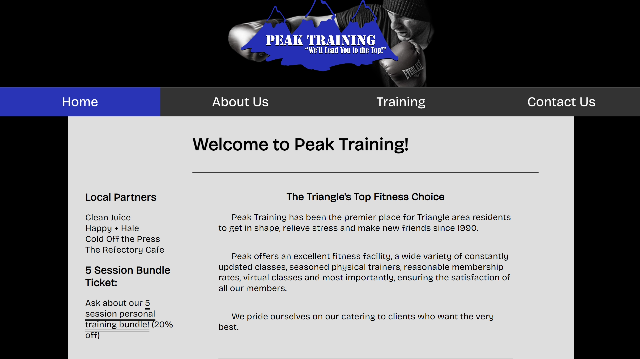 PEAK TRAINING
"We'll Lead You to the Top!"
EVERLAST
Home
About Us
Training
Contact Us
Welcome to Peak Training!
Local Partners
Clean Juice
Happy + Hale
Cold Off the Press
The Refectory Cafe
5 Session Bundle
Ticket:
Ask about our 5
session personal
training bundle! (20%
off)
The Triangle's Top Fitness Choice
Peak Training has been the premier place for Triangle area residents
to get in shape, relieve stress and make new friends since 1990.
Peak offers an excellent fitness facility, a wide variety of constantly
updated classes, seasoned physical trainers, reasonable membership
rates, virtual classes and most importantly, ensuring the satisfaction of
all our members.
We pride ourselves on our catering to clients who want the very
best.